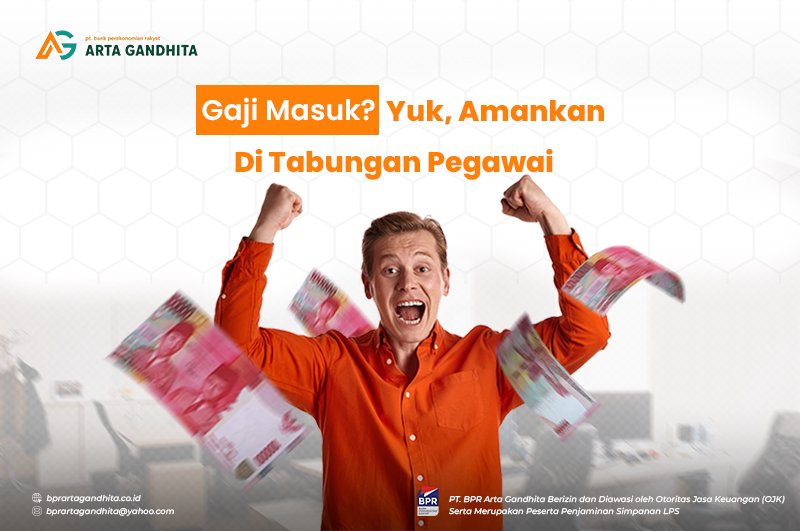 pt. bank perekonomian rakyat
ARTA GANDHITA
Gaji Masuk? Yuk, Amankan
Di Tabungan Pegawai
bprartagandhita.co.id
bprartagandhita@yahoo.com
BPR
PT. BPR Arta Gandhita Berizin dan Diawasi oleh Otoritas Jasa Keuangan (OJK)
Serta Merupakan Peserta Penjaminan Simpanan LPS